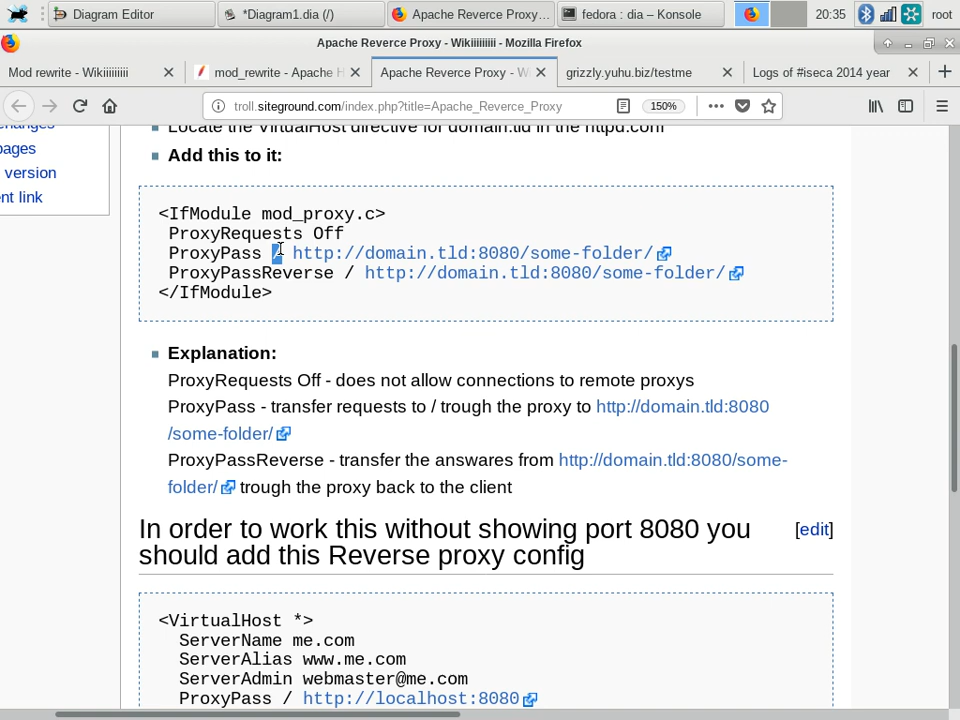 Diagram Editor
*Diagram1.dia (/)
Apache Reverce Proxy...
fedora : dia – Konsole
20:35
root
Apache Reverce Proxy - Wikiiiiiiiii - Mozilla Firefox
Mod rewrite - Wikiiiiiiiii
mod_rewrite - Apache H
Apache Reverce Proxy - W
grizzly.yuhu.biz/testme
Logs of #iseca 2014 year
troll.siteground.com/index.php?title=Apache_Reverce_Proxy
150%
changes
pages
version
ent link
Locate the VirtualHost directive for domain.tld in the httpd.conf
Add this to it:
<IfModule mod_proxy.c>
ProxyRequests Off
ProxyPass / http://domain.tld:8080/some-folder/
ProxyPassReverse / http://domain.tld:8080/some-folder/
</IfModule>
Explanation:
ProxyRequests Off - does not allow connections to remote proxys
ProxyPass - transfer requests to / trough the proxy to http://domain.tld:8080
/some-folder/
ProxyPassReverse - transfer the answares from http://domain.tld:8080/some-
folder/ trough the proxy back to the client
In order to work this without showing port 8080 you
should add this Reverse proxy config
[edit]
<VirtualHost *>
ServerName me.com
ServerAlias www.me.com
ServerAdmin webmaster@me.com
ProxyPass / http://localhost:8080